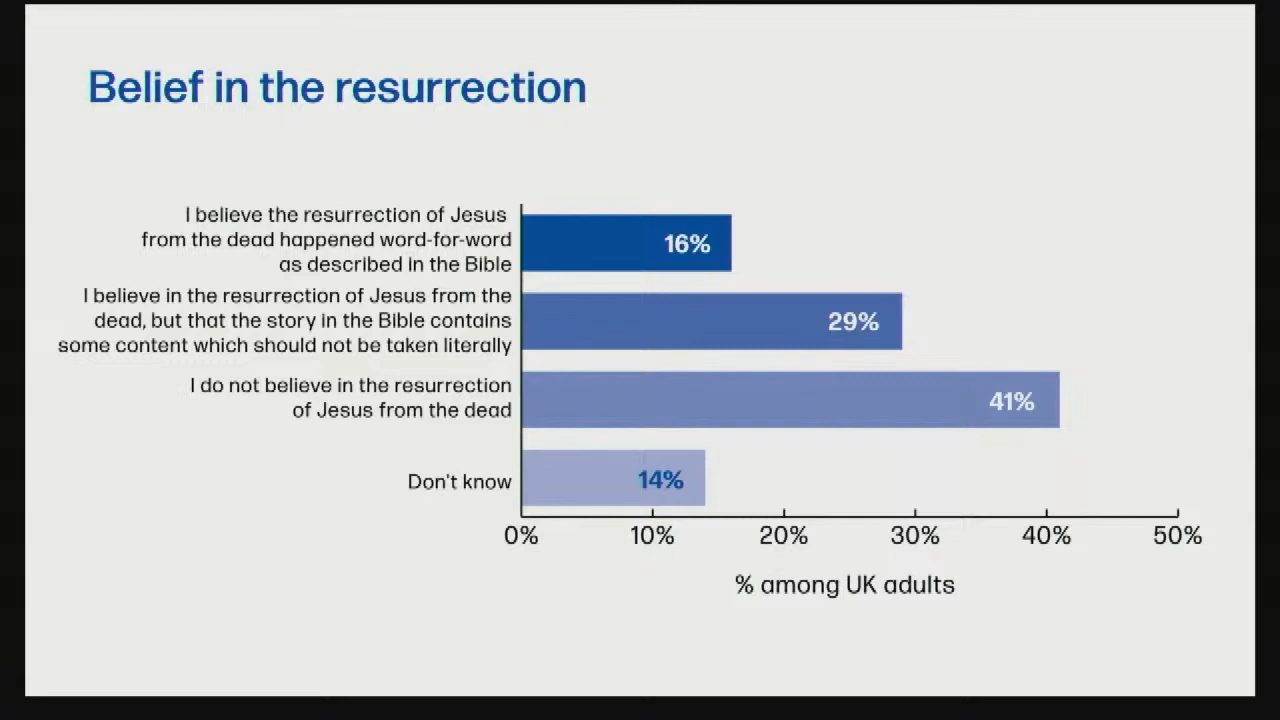 Belief in the resurrection
I believe the resurrection of Jesus
from the dead happened word-for-word
as described in the Bible
16%
I believe in the resurrection of Jesus from the
dead, but that the story in the Bible contains
some content which should not be taken literally
29%
I do not believe in the resurrection
of Jesus from the dead
41%
Don't know
14%
0% 10% 20% 30% 40% 50%
% among UK adults